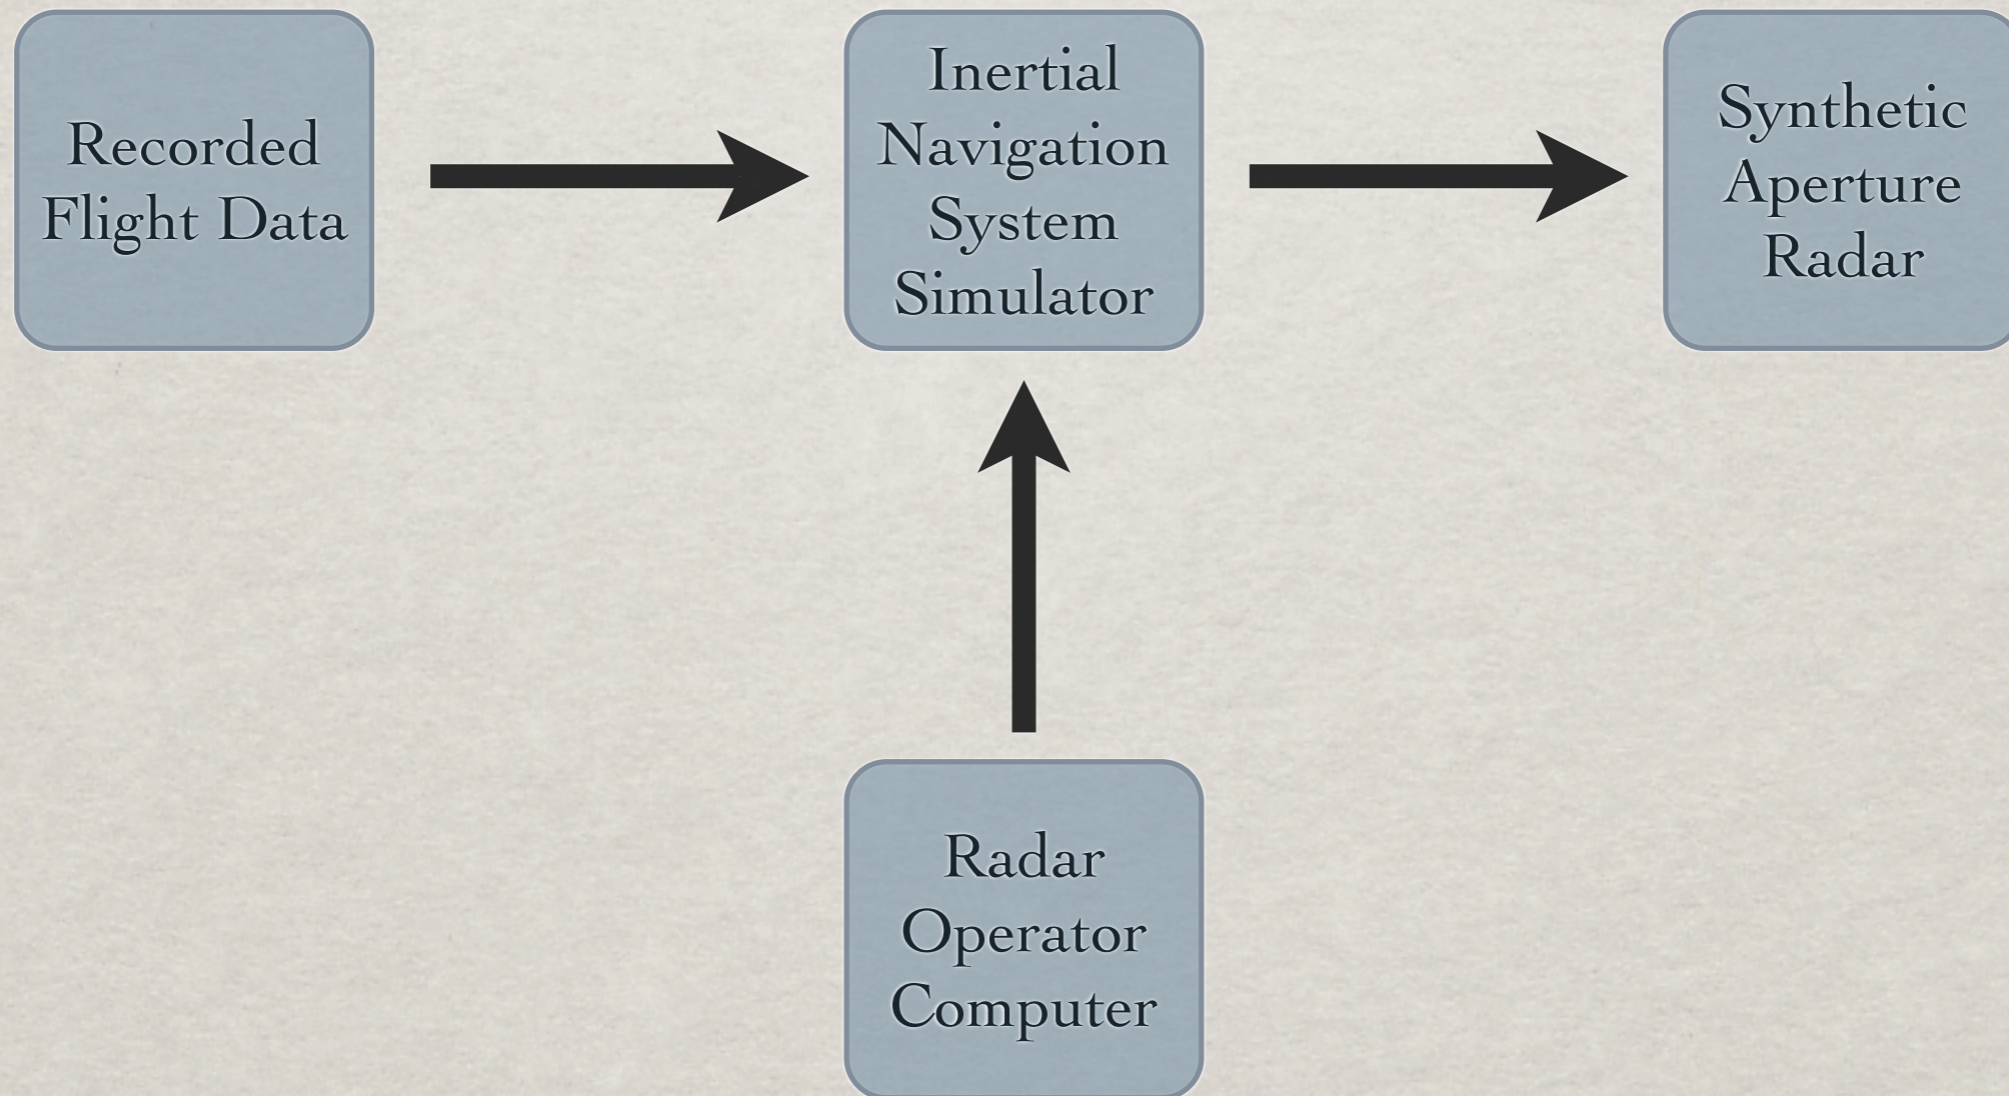 Recorded
Flight Data
Inertial
Navigation
System
Simulator
Synthetic
Aperture
Radar
Radar
Operator
Computer